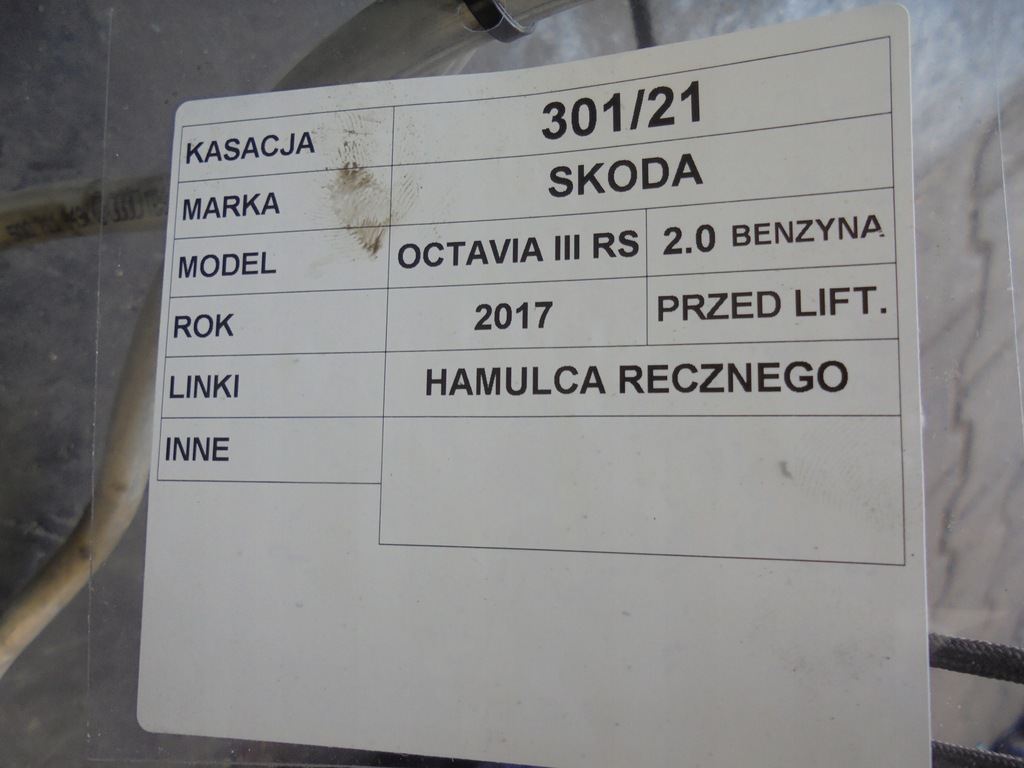 KASACJA 301/21
MARKA SKODA
MODEL OCTAVIA III RS 2.0 BENZYNA
ROK 2017 PRZED LIFT.
LINKI HAMULCA RECZNEGO
INNE